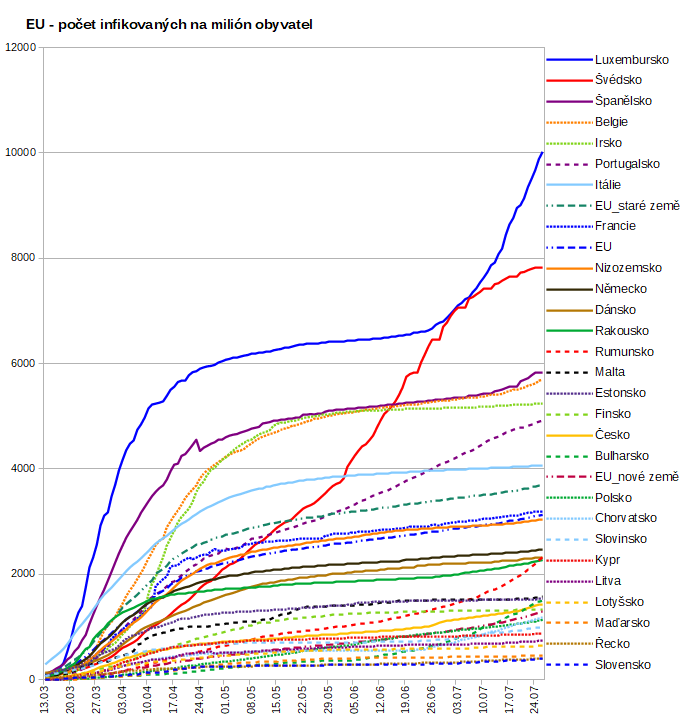 EU - počet infikovaných na milión obyvatel
12000
10000
8000
6000
4000
2000
0
13.03
20.03
27.03
03.04
10.04
17.04
24.04
01.05
08.05
15.05
22.05
29.05
05.06
12.06
19.06
26.06
03.07
10.07
17.07
24.07
Luxembursko
Švédsko
Španělsko
Belgie
Irsko
Portugalsko
Itálie
EU_staré země
Francie
EU
Nizozemsko
Německo
Dánsko
Rakousko
Rumunsko
Malta
Estonsko
Finsko
Česko
Bulharsko
EU_nové země
Polsko
Chorvatsko
Slovinsko
Kypr
Litva
Lotyšsko
Maďarsko
Řecko
Slovensko